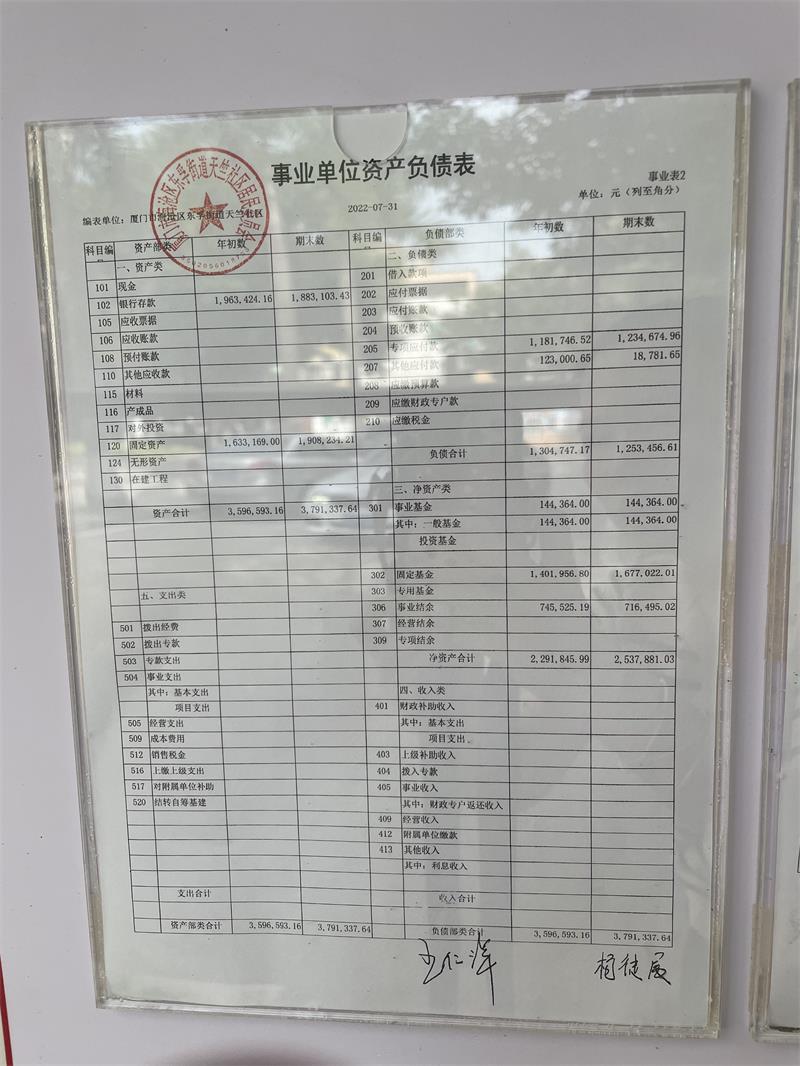 事业单位资产负债表
事业表2
编表单位：厦门市海沧区东孚街道天竺社区 2022-07-31 单位：元（列至角分）
科目编 资产部类 年初数 期末数 科目编 负债部类 年初数 期末数
一、资产类 二、负债类
101 现金 201 借入款项
102 银行存款 1,963,424.16 1,883,103.43 202 应付票据
105 应收票据 203 应付账款
106 应收账款 204 预收账款
108 预付账款 205 专项应付款 1,181,746.52 1,234,674.96
110 其他应收款 207 其他应付款 123,000.65 18,781.65
115 材料 208 应缴预算款
116 产成品 209 应缴财政专户款
117 对外投资 210 应缴税金
120 固定资产 1,633,169.00 1,908,234.21
124 无形资产 负债合计 1,304,747.17 1,253,456.61
130 在建工程
三、净资产类
资产合计 3,596,593.16 3,791,337.64 301 事业基金 144,364.00 144,364.00
其中：一般基金 144,364.00 144,364.00
投资基金
302 固定基金 1,401,956.80 1,677,022.01
五、支出类 303 专用基金
306 事业结余 745,525.19 716,495.02
501 拨出经费 307 经营结余
502 拨出专款 309 专项结余
503 专款支出 净资产合计 2,291,845.99 2,537,881.03
504 事业支出
其中：基本支出 四、收入类
项目支出 401 财政补助收入
505 经营支出 其中：基本支出
509 成本费用 项目支出
512 销售税金 403 上级补助收入
516 上缴上级支出 404 拨入专款
517 对附属单位补助 405 事业收入
520 结转自筹基建 其中：财政专户返还收入
409 经营收入
412 附属单位缴款
413 其他收入
其中：利息收入
支出合计 收入合计
资产部类合计 3,596,593.16 3,791,337.64 负债部类合计 3,596,593.16 3,791,337.64